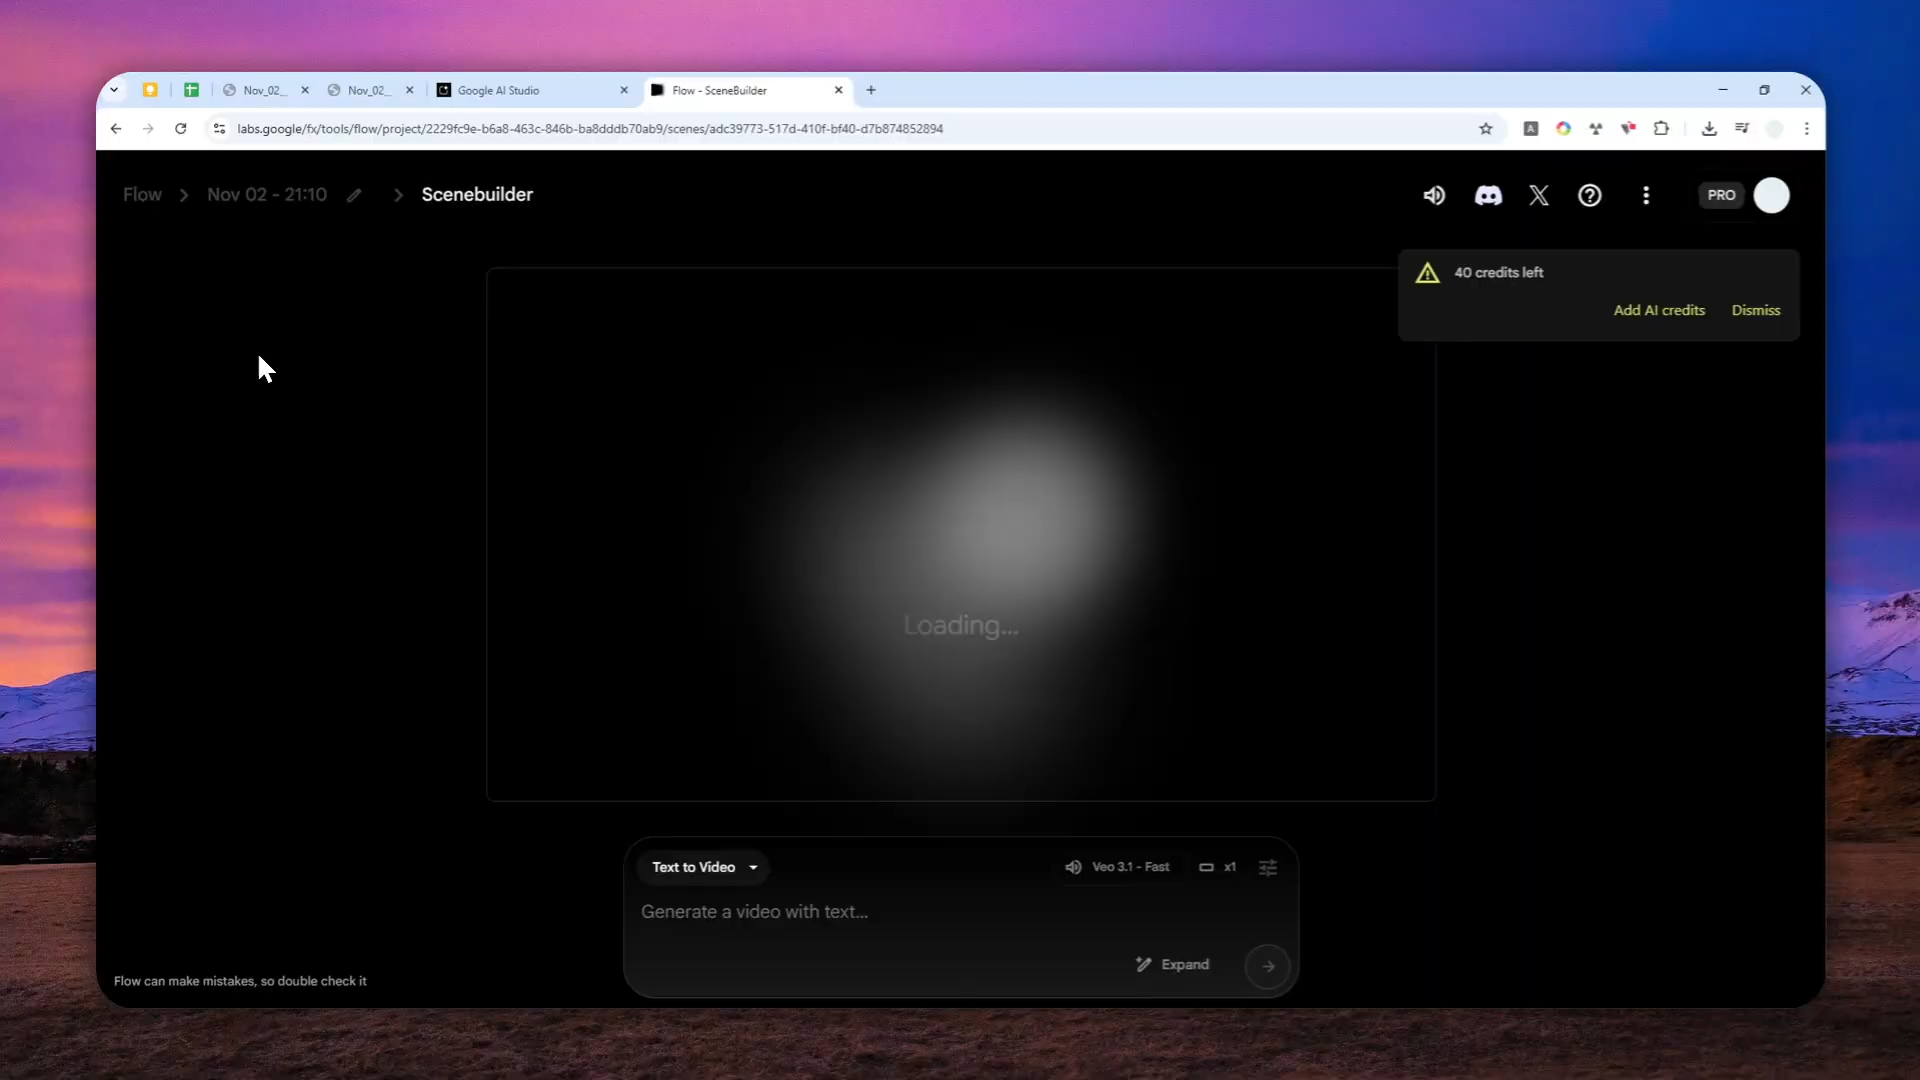 Nov_02_
Nov_02_
Google AI Studio
Flow - SceneBuilder
labs.google/fx/tools/flow/project/2229fc9e-b6a8-463c-846b-ba8dddb70ab9/scenes/adc39773-517d-410f-bf40-d7b874852894
Flow > Nov 02 - 21:10 > Scenebuilder
PRO
40 credits left
Add AI credits Dismiss
Loading...
Text to Video
Veo 3.1 - Fast x1
Generate a video with text...
Expand
Flow can make mistakes, so double check it